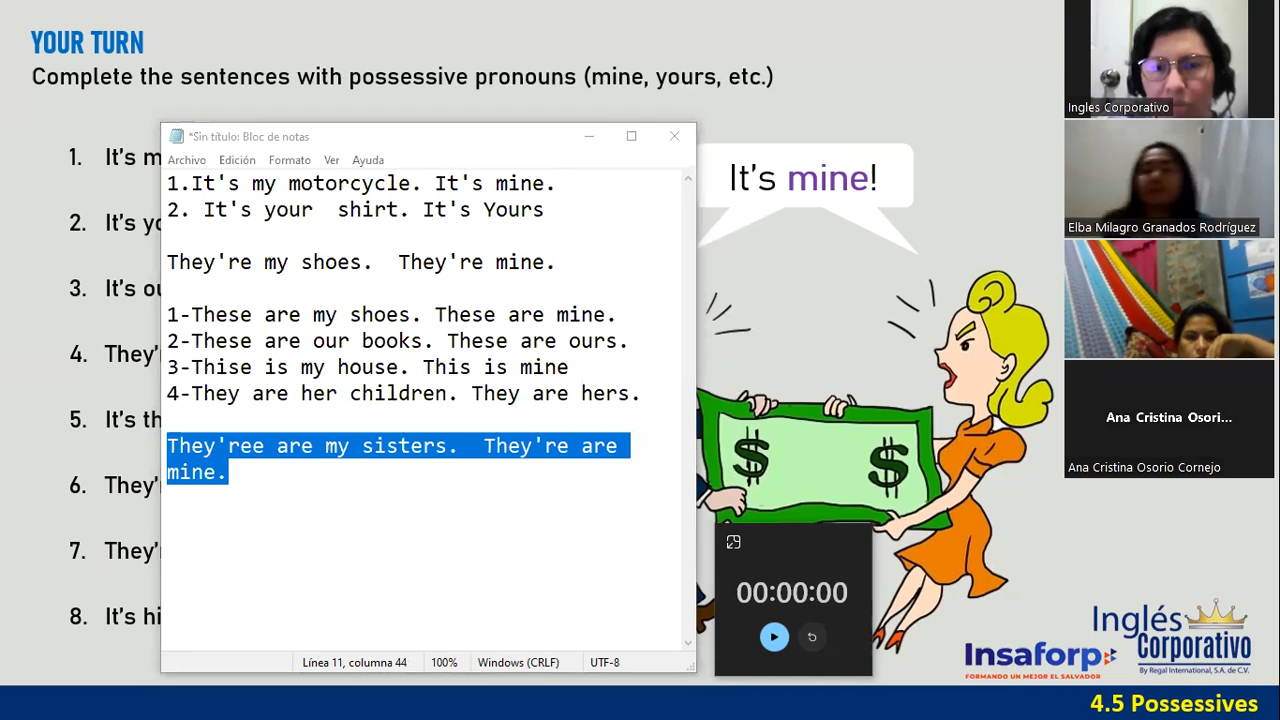 YOUR TURN
Complete the sentences with possessive pronouns (mine, yours, etc.)
1. It's m
2. It's yo
3. It's ou
4. They'r
5. It's th
6. They'r
7. They'r
8. It's hi
*Sin título: Bloc de notas
Archivo Edición Formato Ver Ayuda
1.It's my motorcycle. It's mine.
2. It's your  shirt. It's Yours
They're my shoes.  They're mine.
1-These are my shoes. These are mine.
2-These are our books. These are ours.
3-Thise is my house. This is mine
4-They are her children. They are hers.
They'ree are my sisters.  They're are
mine.
Línea 11, columna 44 100% Windows (CRLF) UTF-8
It's mine!
$ $
00:00:00
Ingles Corporativo
Elba Milagro Granados Rodríguez
Ana Cristina Osori...
Ana Cristina Osorio Cornejo
Insaforp
FORMANDO UN MEJOR EL SALVADOR
Inglés
Corporativo
By Regal International, S.A. de C.V.
4.5 Possessives